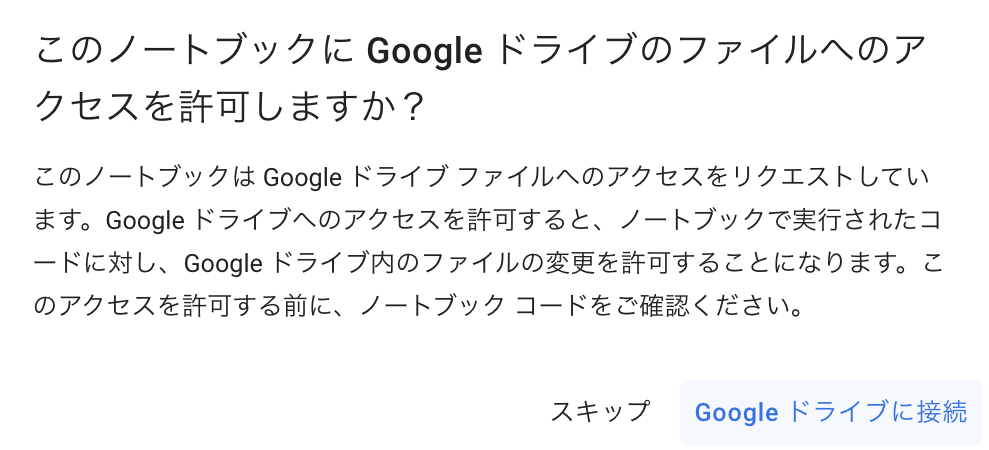 このノートブックに Google ドライブのファイルへのア
クセスを許可しますか？
このノートブックは Google ドライブ ファイルへのアクセスをリクエストしてい
ます。Google ドライブへのアクセスを許可すると、ノートブックで実行されたコ
ードに対し、Google ドライブ内のファイルの変更を許可することになります。こ
のアクセスを許可する前に、ノートブック コードをご確認ください。
スキップ Google ドライブに接続